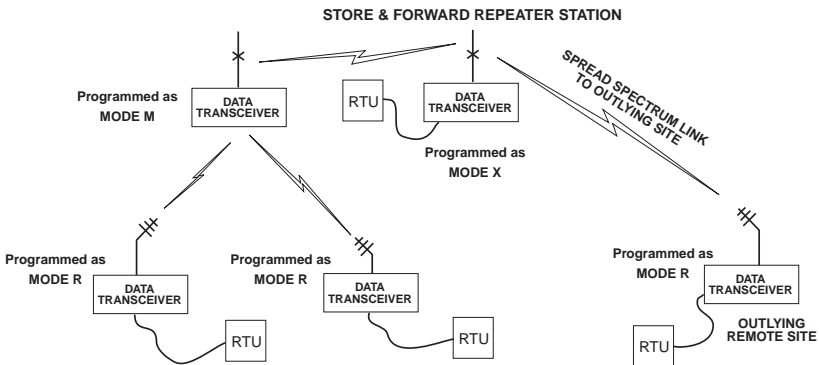 STORE & FORWARD REPEATER STATION
Programmed as
MODE M
DATA
TRANSCEIVER
RTU
DATA
TRANSCEIVER
Programmed as
MODE X
SPREAD SPECTRUM LINK
TO OUTLYING SITE
Programmed as
MODE R
DATA
TRANSCEIVER
RTU
Programmed as
MODE R
DATA
TRANSCEIVER
RTU
Programmed as
MODE R
DATA
TRANSCEIVER
RTU
OUTLYING
REMOTE SITE